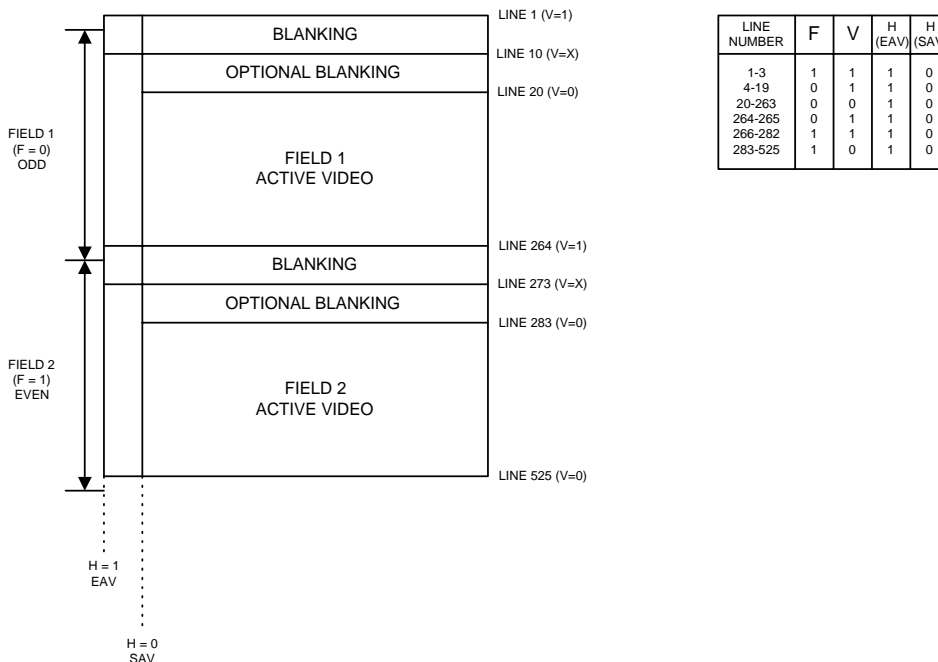 LINE 1 (V=1)
BLANKING
LINE 10 (V=X)
OPTIONAL BLANKING
LINE 20 (V=0)
FIELD 1
(F = 0)
ODD
FIELD 1
ACTIVE VIDEO
LINE 264 (V=1)
BLANKING
LINE 273 (V=X)
OPTIONAL BLANKING
LINE 283 (V=0)
FIELD 2
(F = 1)
EVEN
FIELD 2
ACTIVE VIDEO
LINE 525 (V=0)
H = 1
EAV
H = 0
SAV
LINE NUMBER F V H (EAV) H (SAV
1-3 1 1 1 0
4-19 0 1 1 0
20-263 0 0 1 0
264-265 0 1 1 0
266-282 1 1 1 0
283-525 1 0 1 0